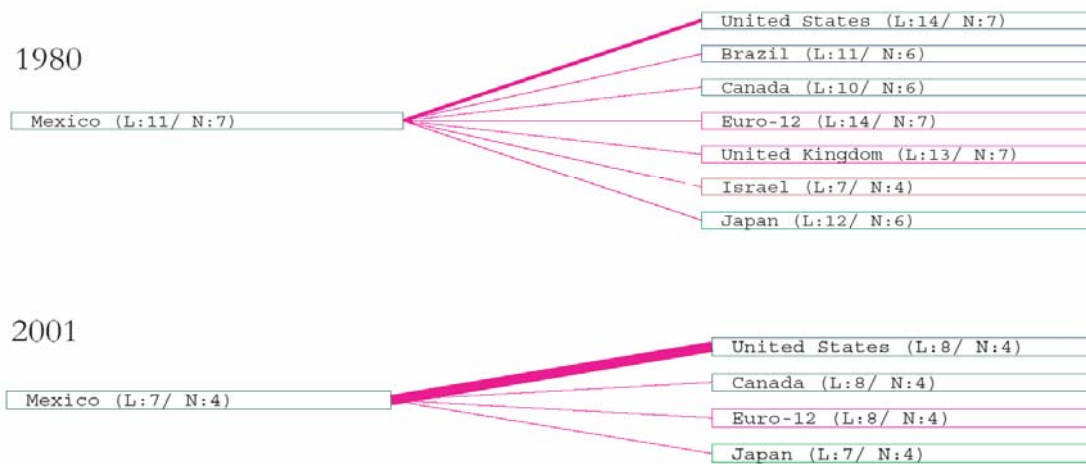 United States (L:14/ N:7)
1980
Brazil (L:11/ N:6)
Canada (L:10/ N:6)
Mexico (L:11/ N:7)
Euro-12 (L:14/ N:7)
United Kingdom (L:13/ N:7)
Israel (L:7/ N:4)
Japan (L:12/ N:6)
2001
United States (L:8/ N:4)
Canada (L:8/ N:4)
Mexico (L:7/ N:4)
Euro-12 (L:8/ N:4)
Japan (L:7/ N:4)